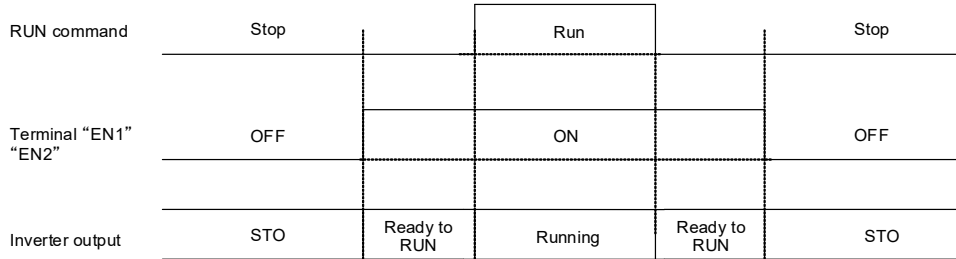 RUN command
Stop
Run
Stop
Terminal “EN1”
“EN2”
OFF
ON
OFF
Inverter output
STO
Ready to
RUN
Running
Ready to
RUN
STO